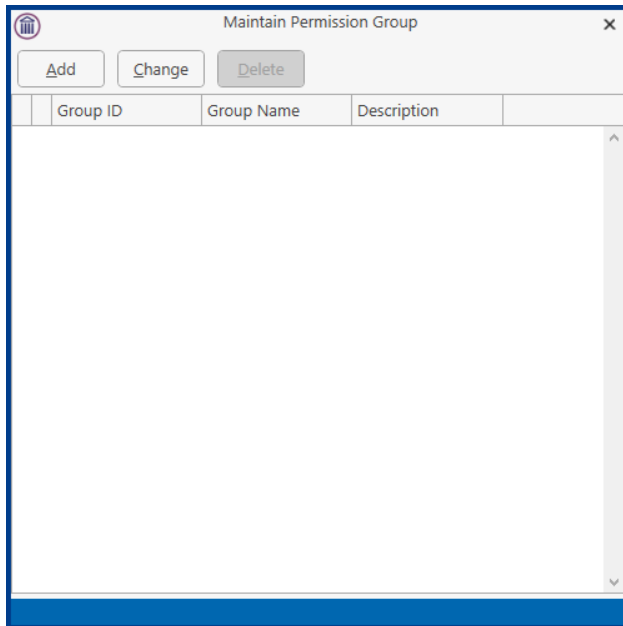 Maintain Permission Group
Add Change Delete
Group ID Group Name Description